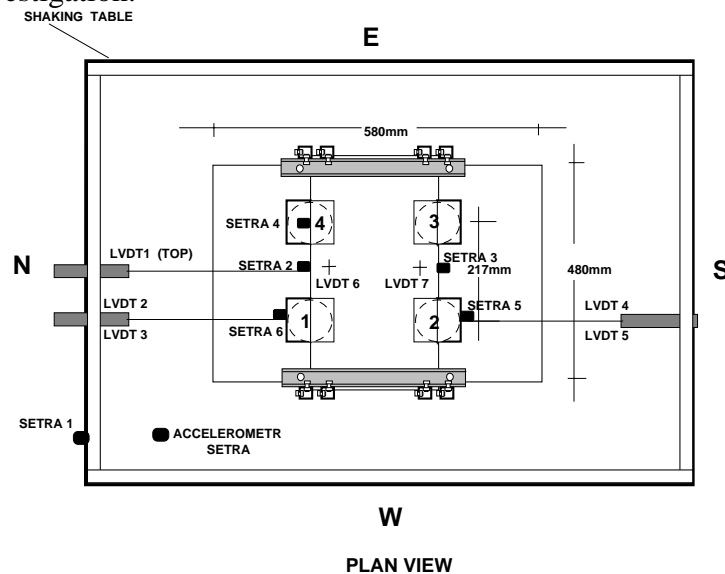 estigation.
SHAKING TABLE
E
580mm
SETRA 4
4
3
N
LVDT1 (TOP)
SETRA 2
SETRA 3
S
LVDT 6
LVDT 7
217mm
480mm
LVDT 2
SETRA 5
LVDT 4
LVDT 3
SETRA 6
1
2
LVDT 5
SETRA 1
ACCELEROMETR
SETRA
W
PLAN VIEW